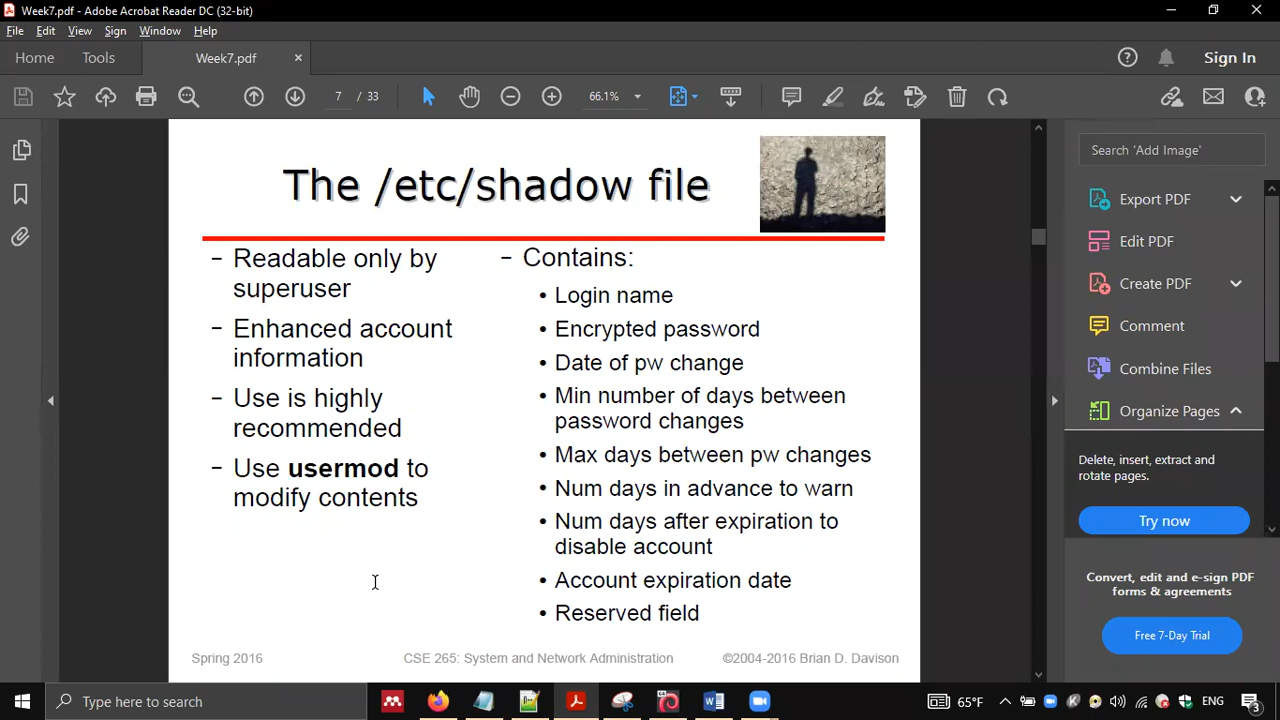 Week7.pdf - Adobe Acrobat Reader DC (32-bit)
File Edit View Sign Window Help
Home Tools Week7.pdf × Sign In
7 / 33 66.1%
The /etc/shadow file
- Readable only by
superuser
- Enhanced account
information
- Use is highly
recommended
- Use usermod to
modify contents
- Contains:
• Login name
• Encrypted password
• Date of pw change
• Min number of days between
password changes
• Max days between pw changes
• Num days in advance to warn
• Num days after expiration to
disable account
• Account expiration date
• Reserved field
Spring 2016 CSE 265: System and Network Administration ©2004-2016 Brian D. Davison
Search 'Add Image'
Export PDF
Edit PDF
Create PDF
Comment
Combine Files
Organize Pages
Delete, insert, extract and
rotate pages.
Try now
Convert, edit and e-sign PDF
forms & agreements
Free 7-Day Trial
Type here to search
65°F ENG
3